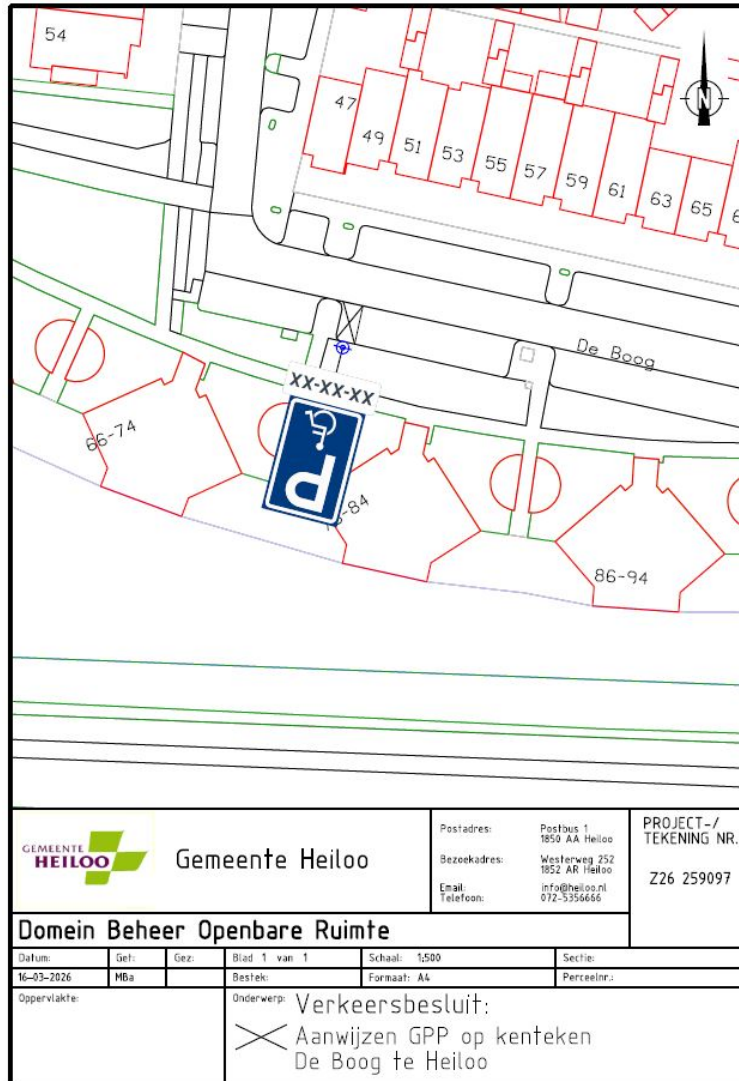 54
47
49
51
53
55
57
59
61
63
65
6
N
De Boog
XX-XX-XX
P
66-74
-84
86-94
GEMEENTE
HEILOO
Gemeente Heiloo
Postadres: Postbus 1
1850 AA Heiloo
Bezoekadres: Westerweg 252
1852 AR Heiloo
Email: info@heiloo.nl
Telefoon: 072-5356666
PROJECT-/
TEKENING NR.
Z26 259097
Domein Beheer Openbare Ruimte
Datum: Get: Gez: Blad 1 van 1 Schaal: 1:500 Sectie:
16-03-2026 MBa Bestek: Formaat: A4 Perceelnr.:
Oppervlakte: Onderwerp: Verkeersbesluit:
Aanwijzen GPP op kenteken
De Boog te Heiloo